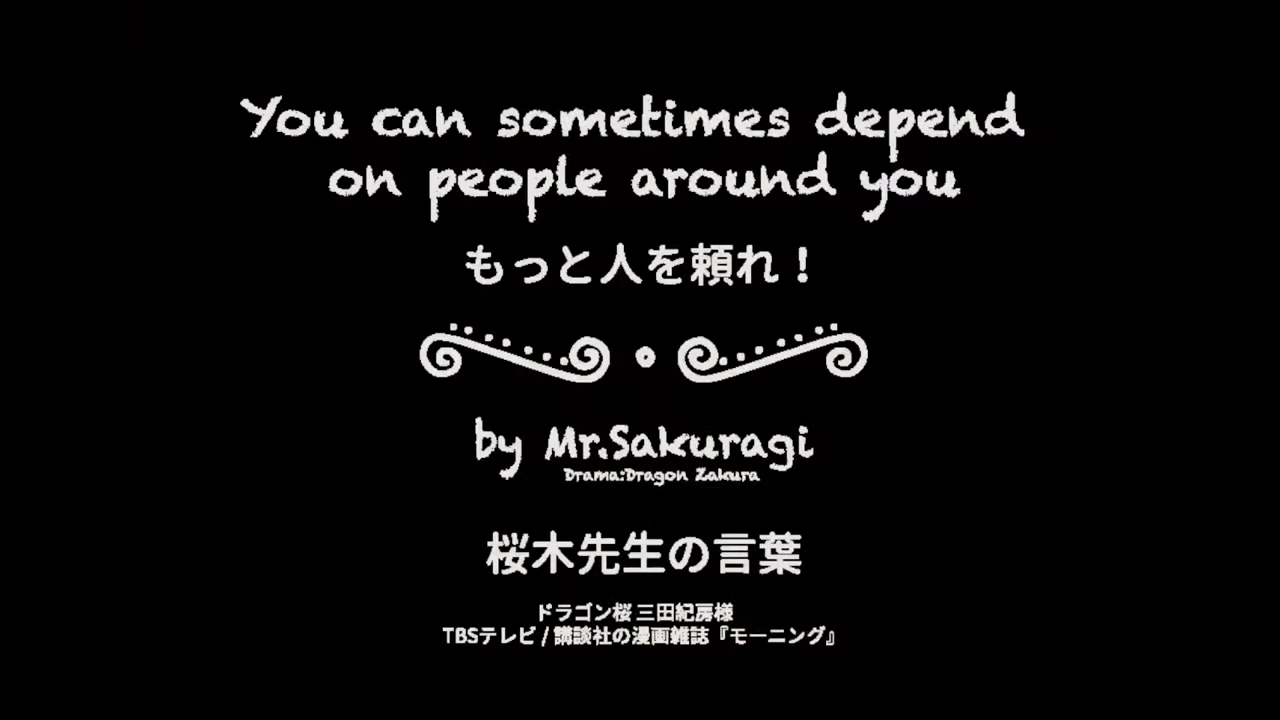 You can sometimes depend
on people around you
もっと人を頼れ！
by Mr.Sakuragi
Drama:Dragon Zakura
桜木先生の言葉
ドラゴン桜 三田紀房様
TBSテレビ / 講談社の漫画雑誌『モーニング』